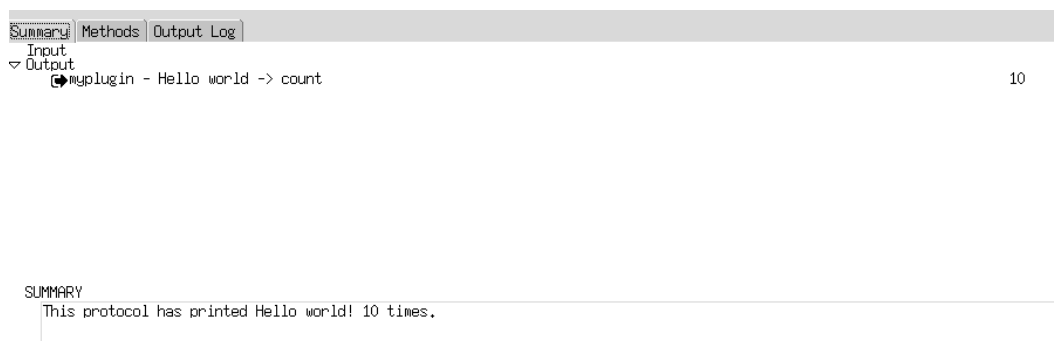 Summary Methods Output Log
Input
Output
myplugin - Hello world -> count 10
SUMMARY
This protocol has printed Hello world! 10 times.